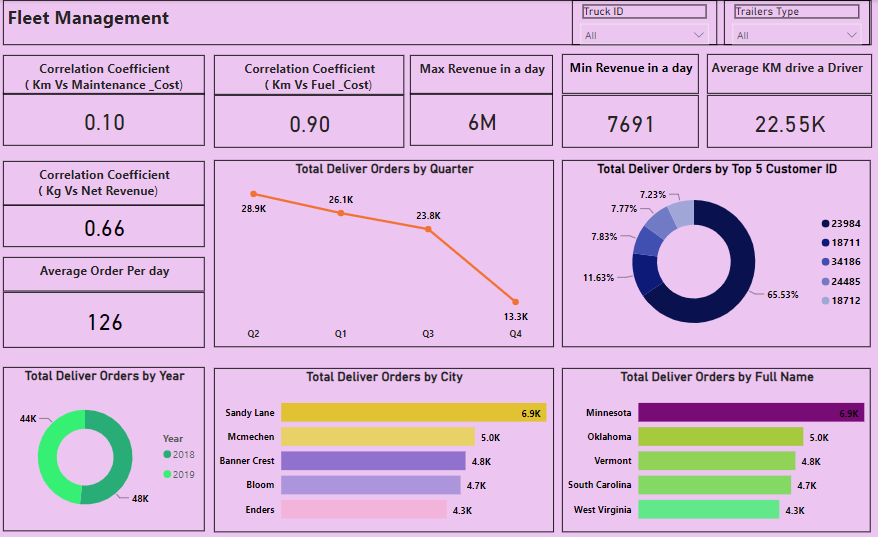 Fleet Management
Truck ID
All
Trailers Type
All
Correlation Coefficient
( Km Vs Maintenance _Cost)
0.10
Correlation Coefficient
( Km Vs Fuel _Cost)
0.90
Max Revenue in a day
6M
Min Revenue in a day
7691
Average KM drive a Driver
22.55K
Correlation Coefficient
( Kg Vs Net Revenue)
0.66
Average Order Per day
126
Total Deliver Orders by Quarter
28.9K
26.1K
23.8K
13.3K
Q2
Q1
Q3
Q4
Total Deliver Orders by Top 5 Customer ID
7.23%
7.77%
7.83%
11.63%
65.53%
23984
18711
34186
24485
18712
Total Deliver Orders by Year
44K
48K
Year
2018
2019
Total Deliver Orders by City
Sandy Lane 6.9K
Mcmechen 5.0K
Banner Crest 4.8K
Bloom 4.7K
Enders 4.3K
Total Deliver Orders by Full Name
Minnesota 6.9K
Oklahoma 5.0K
Vermont 4.8K
South Carolina 4.7K
West Virginia 4.3K